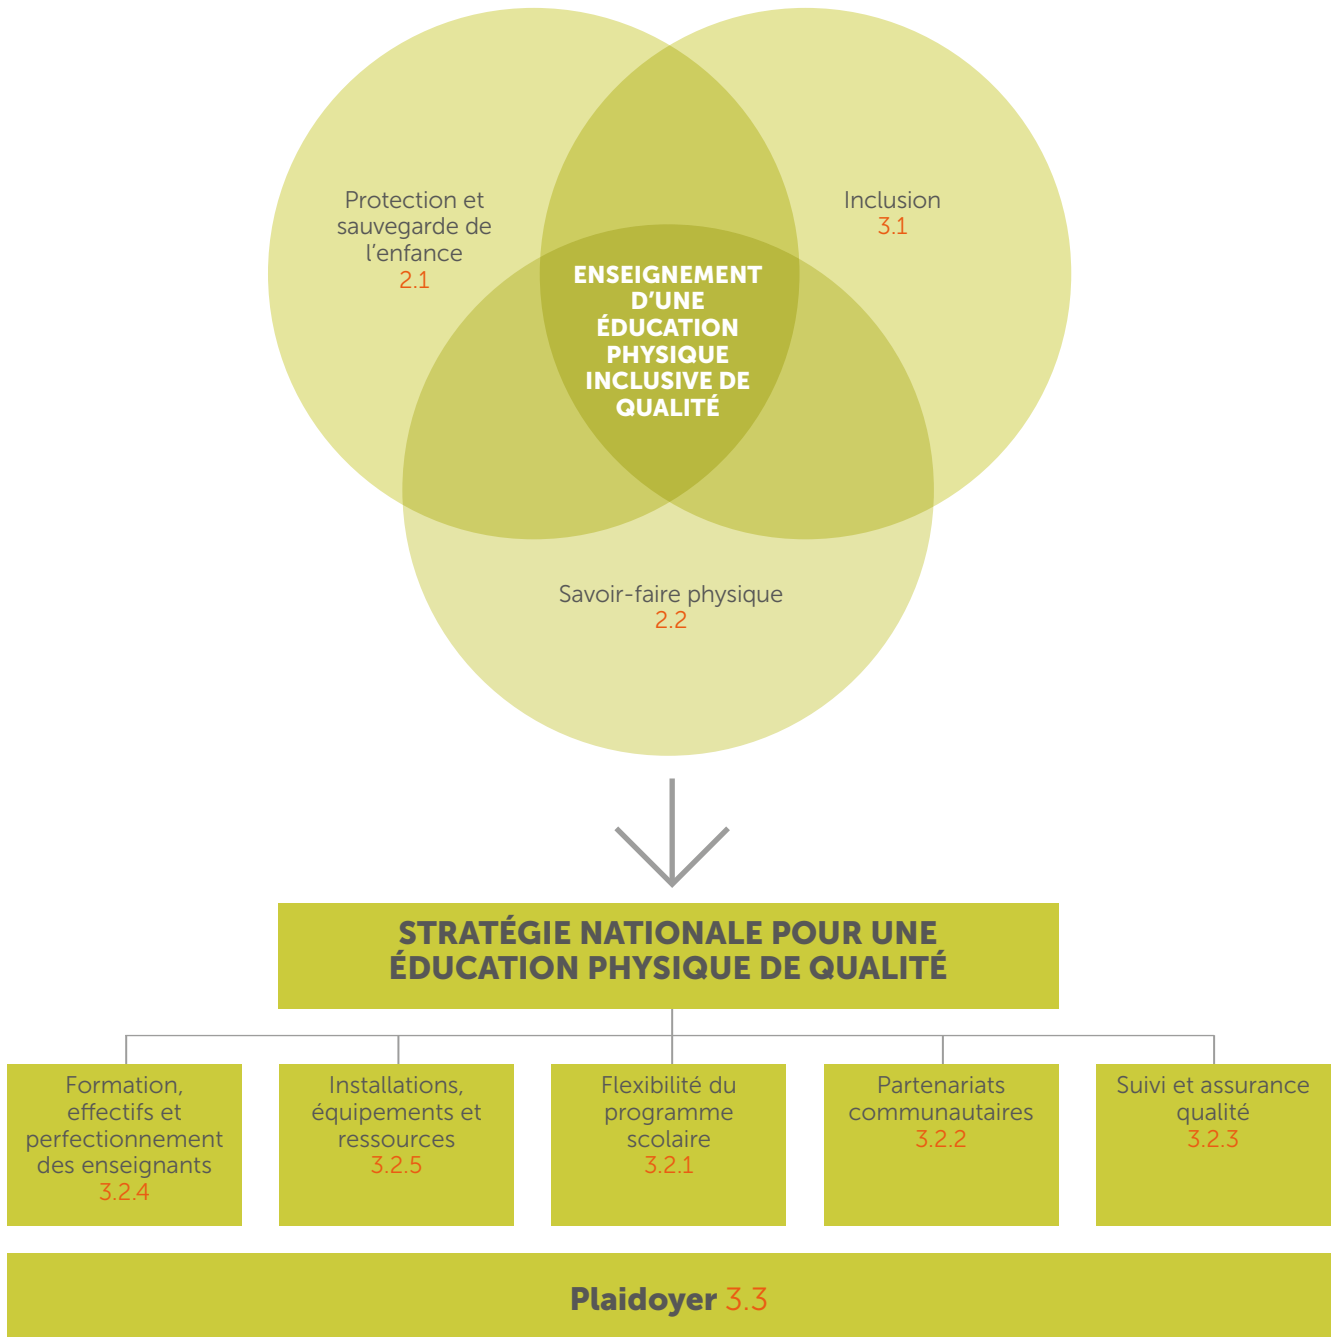 Protection et
sauvegarde de
l’enfance
2.1
Inclusion
3.1
ENSEIGNEMENT
D’UNE
ÉDUCATION
PHYSIQUE
INCLUSIVE DE
QUALITÉ
Savoir-faire physique
2.2
STRATÉGIE NATIONALE POUR UNE
ÉDUCATION PHYSIQUE DE QUALITÉ
Formation,
effectifs et
perfectionnement
des enseignants
3.2.4
Installations,
équipements et
ressources
3.2.5
Flexibilité du
programme
scolaire
3.2.1
Partenariats
communautaires
3.2.2
Suivi et assurance
qualité
3.2.3
Plaidoyer 3.3